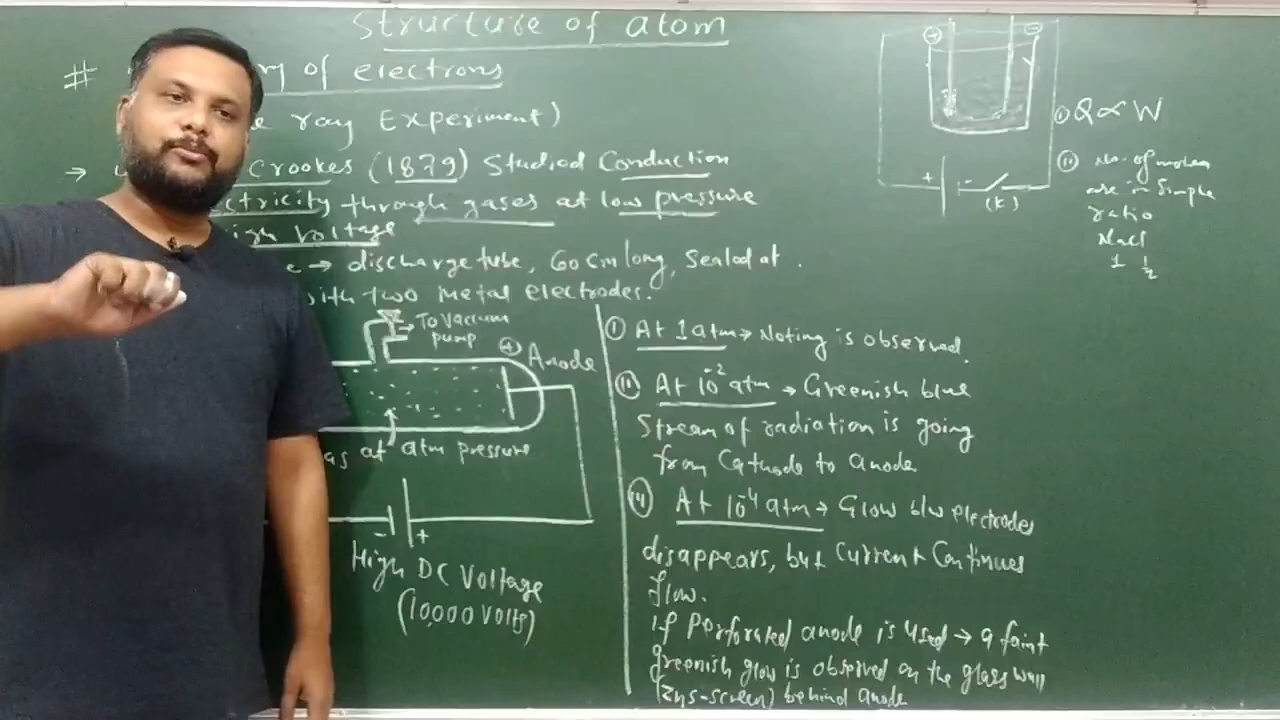 Structure of atom
# ry of electrons
e ray Experiment)
→ Crookes (1879) Studied Conduction
ctricity through gases at low pressure
igh voltage
e → discharge tube, 60 cm long, Sealed at .
ith two metal electrodes.
→ To Vacuum
pump
+ Anode
as at atm pressure
- +
High DC Voltage
(10,000 Volts)
(I) At 1 atm → Noting is observed.
(II) At 10⁻² atm → Greenish blue
Stream of radiation is going
from Cathode to anode
(III) At 10⁻⁴ atm → Glow b/w electrodes
disappears, but Current Continues
flow.
if perforated anode is used → a faint
greenish glow is observed on the glass wall
(Zns-screen) behind anode
+ -
+ -
(K)
(I) Q ∝ W
(II) No. of moles
are in Simple
ratio
Nacl
1 ½